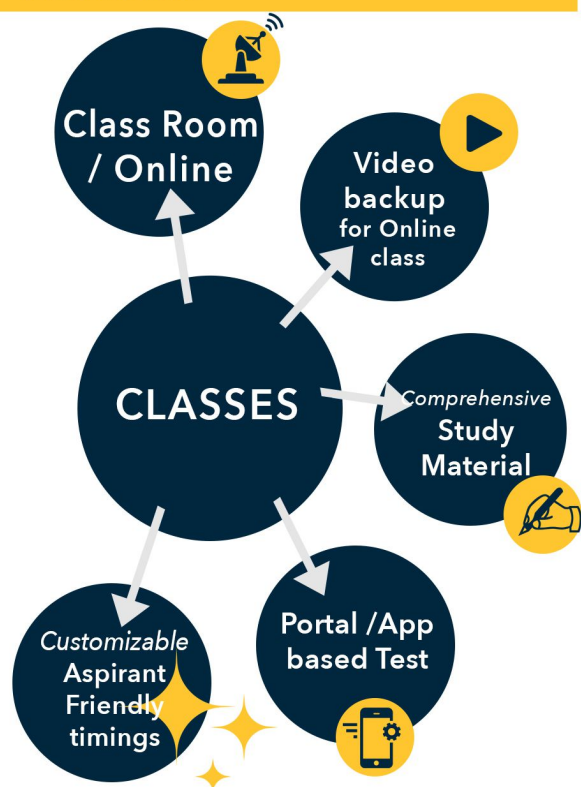 Class Room
/ Online
Video
backup
for Online
class
CLASSES
Comprehensive
Study
Material
Portal /App
based Test
Customizable
Aspirant
Friendly
timings